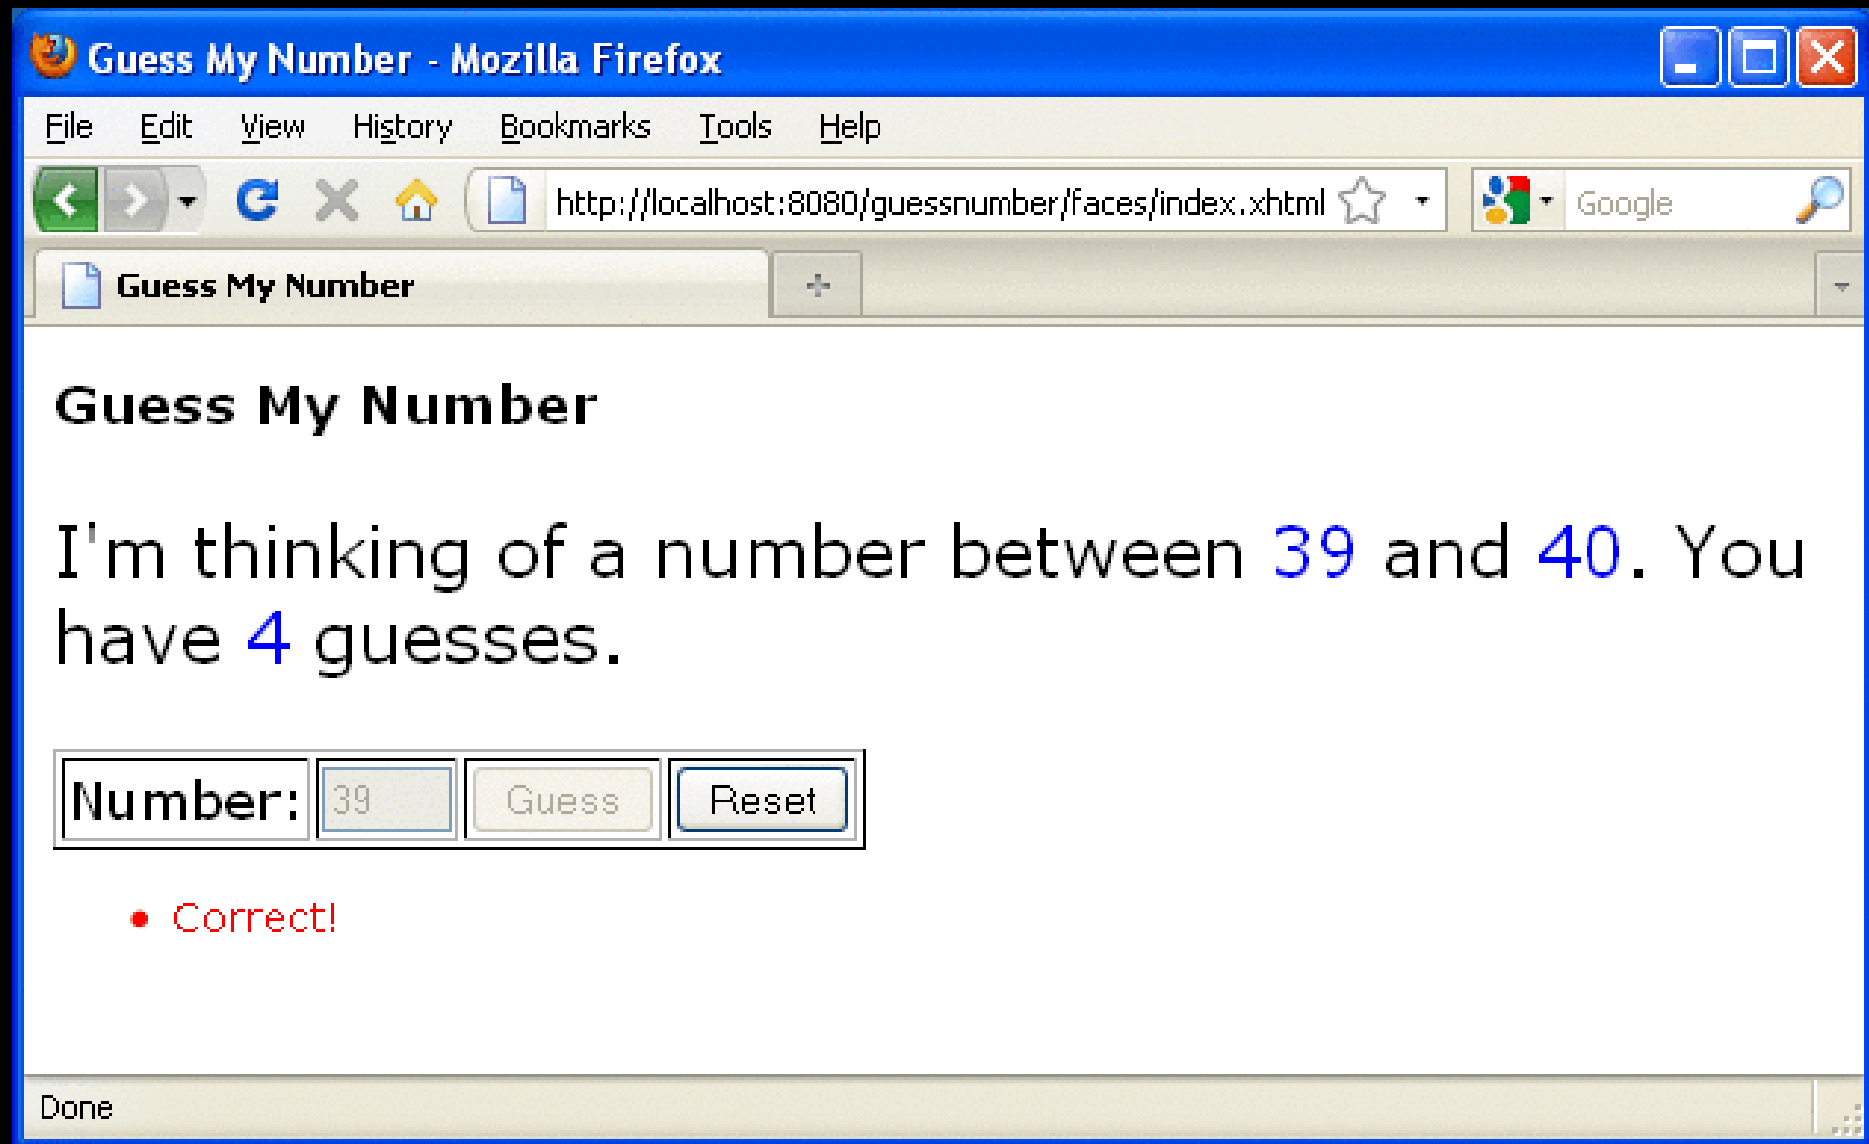 Guess My Number - Mozilla Firefox
File Edit View History Bookmarks Tools Help
http://localhost:8080/guessnumber/faces/index.xhtml Google
Guess My Number
Guess My Number
I'm thinking of a number between 39 and 40. You
have 4 guesses.
Number: 39 Guess Reset
• Correct!
Done